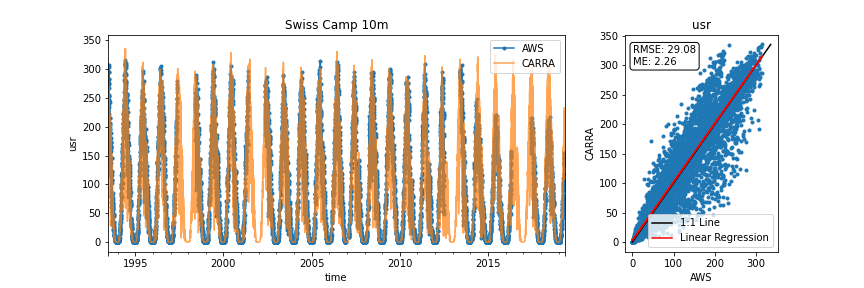 Swiss Camp 10m
usr
350
300
250
200
150
100
50
0
1995
2000
2005
2010
2015
time
AWS
CARRA
usr
CARRA
350
300
250
200
150
100
50
0
0
100
200
300
AWS
RMSE: 29.08
ME: 2.26
1:1 Line
Linear Regression